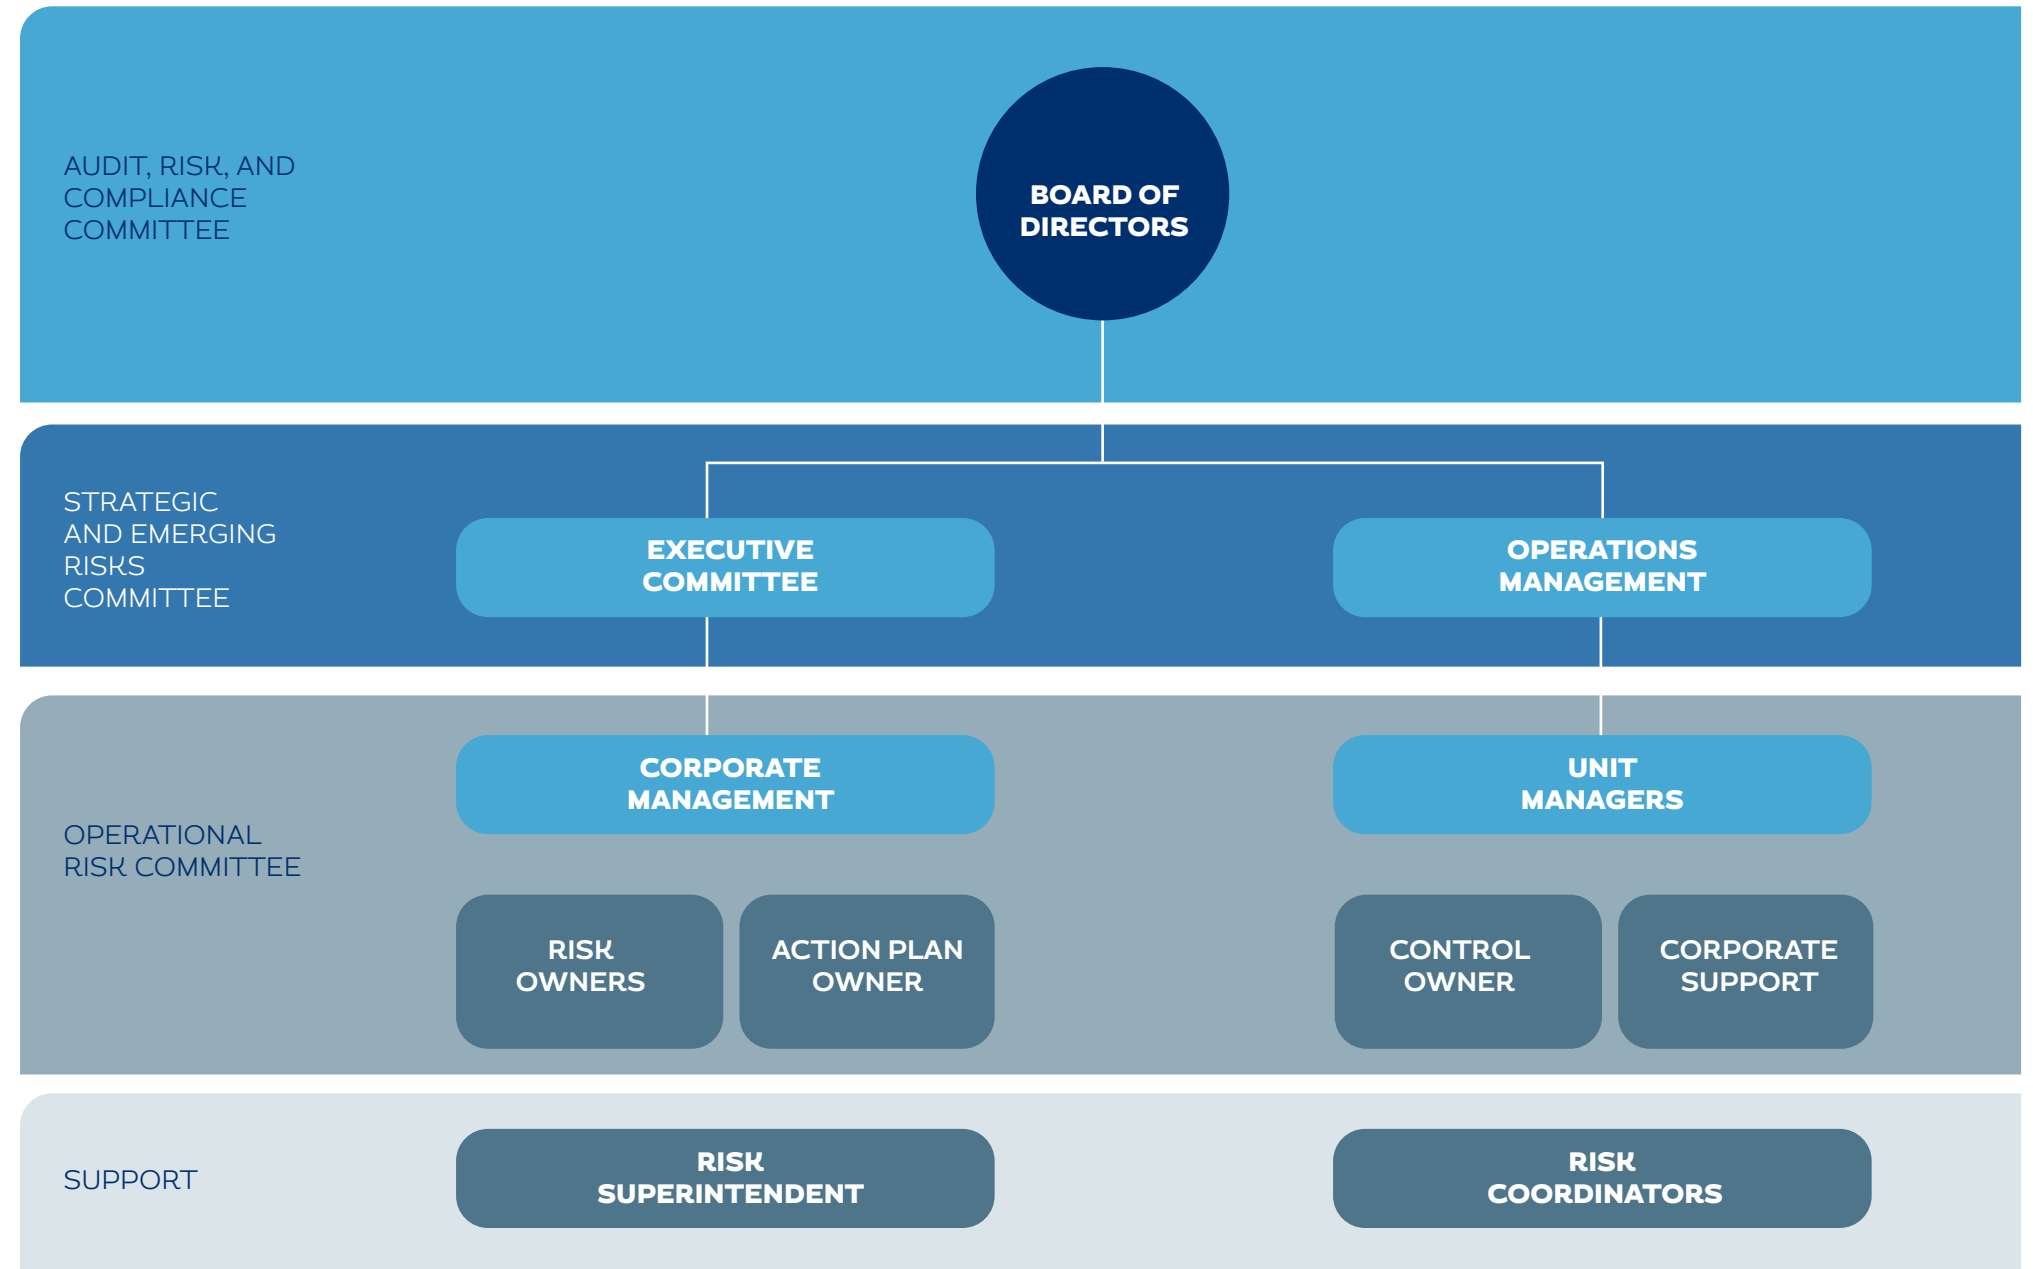 AUDIT, RISK, AND
COMPLIANCE
COMMITTEE
BOARD OF
DIRECTORS
STRATEGIC
AND EMERGING
RISKS
COMMITTEE
EXECUTIVE
COMMITTEE
OPERATIONS
MANAGEMENT
OPERATIONAL
RISK COMMITTEE
CORPORATE
MANAGEMENT
UNIT
MANAGERS
RISK
OWNERS
ACTION PLAN
OWNER
CONTROL
OWNER
CORPORATE
SUPPORT
SUPPORT
RISK
SUPERINTENDENT
RISK
COORDINATORS